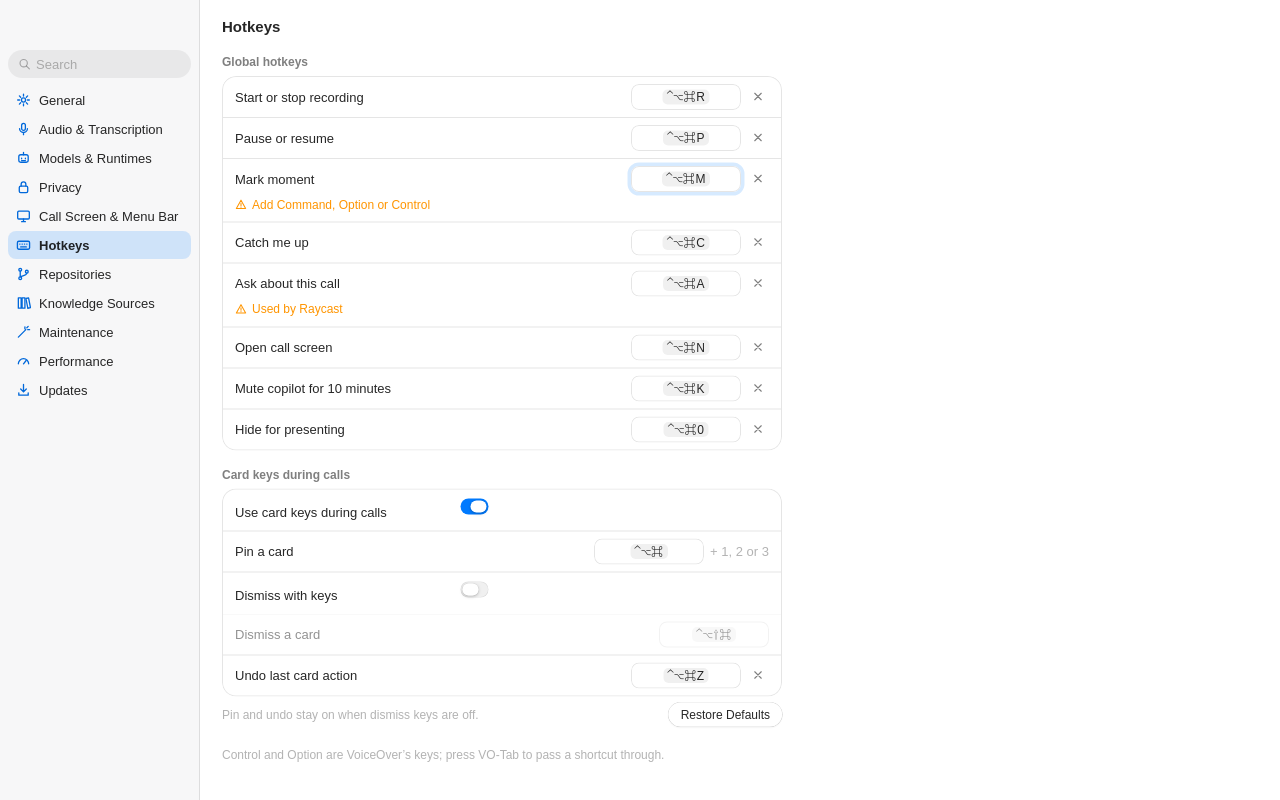 Hotkeys
Search
General
Audio & Transcription
Models & Runtimes
Privacy
Call Screen & Menu Bar
Hotkeys
Repositories
Knowledge Sources
Maintenance
Performance
Updates
Global hotkeys
Start or stop recording ⌃⌥⌘R
Pause or resume ⌃⌥⌘P
Mark moment ⌃⌥⌘M
Add Command, Option or Control
Catch me up ⌃⌥⌘C
Ask about this call ⌃⌥⌘A
Used by Raycast
Open call screen ⌃⌥⌘N
Mute copilot for 10 minutes ⌃⌥⌘K
Hide for presenting ⌃⌥⌘0
Card keys during calls
Use card keys during calls
Pin a card ⌃⌥⌘ + 1, 2 or 3
Dismiss with keys
Dismiss a card ⌃⌥⇧⌘
Undo last card action ⌃⌥⌘Z
Pin and undo stay on when dismiss keys are off.
Restore Defaults
Control and Option are VoiceOver’s keys; press VO-Tab to pass a shortcut through.